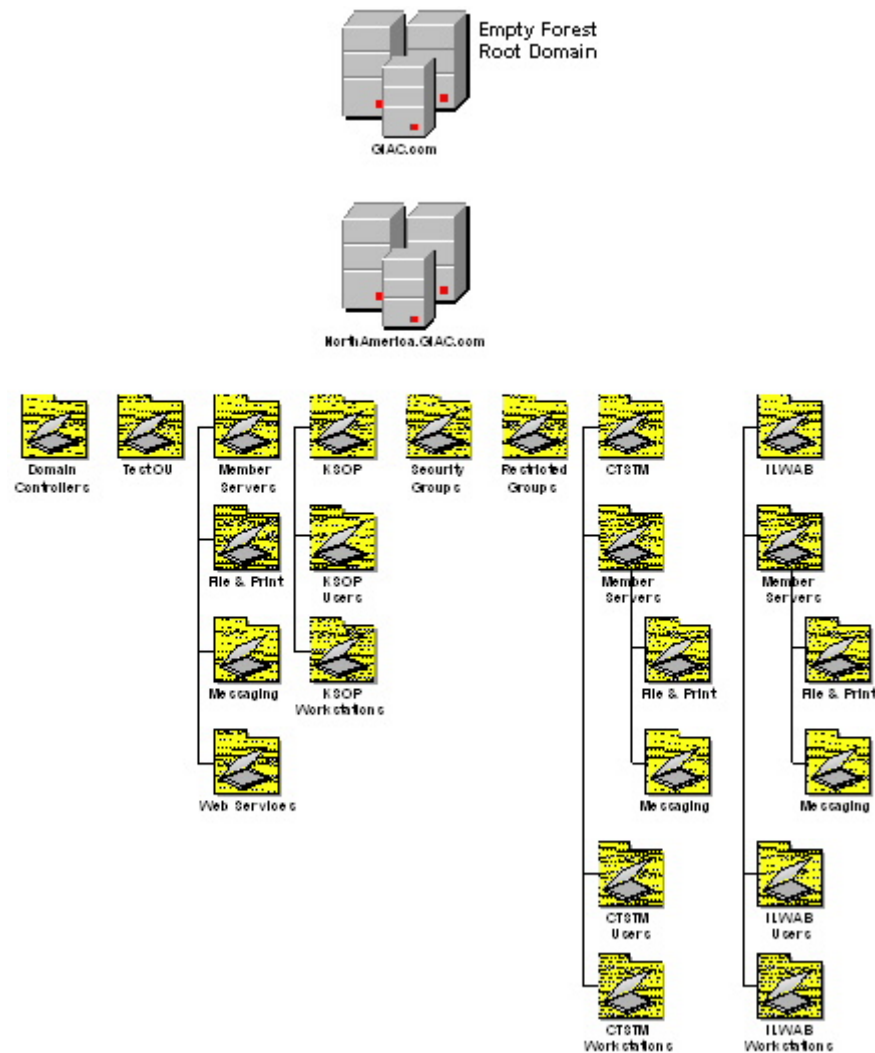 Empty Forest
Root Domain
GIAC.com
NorthAmerica.GIAC.com
Domain
Controllers
TestOU
Member
Servers
KSOP
Security
Groups
Restricted
Groups
CTSTM
ILWAB
File & Print
KSOP
Users
Member
Servers
Member
Servers
Messaging
KSOP
Workstations
File & Print
File & Print
Web Services
Messaging
Messaging
CTSTM
Users
ILWAB
Users
CTSTM
Workstations
ILWAB
Workstations